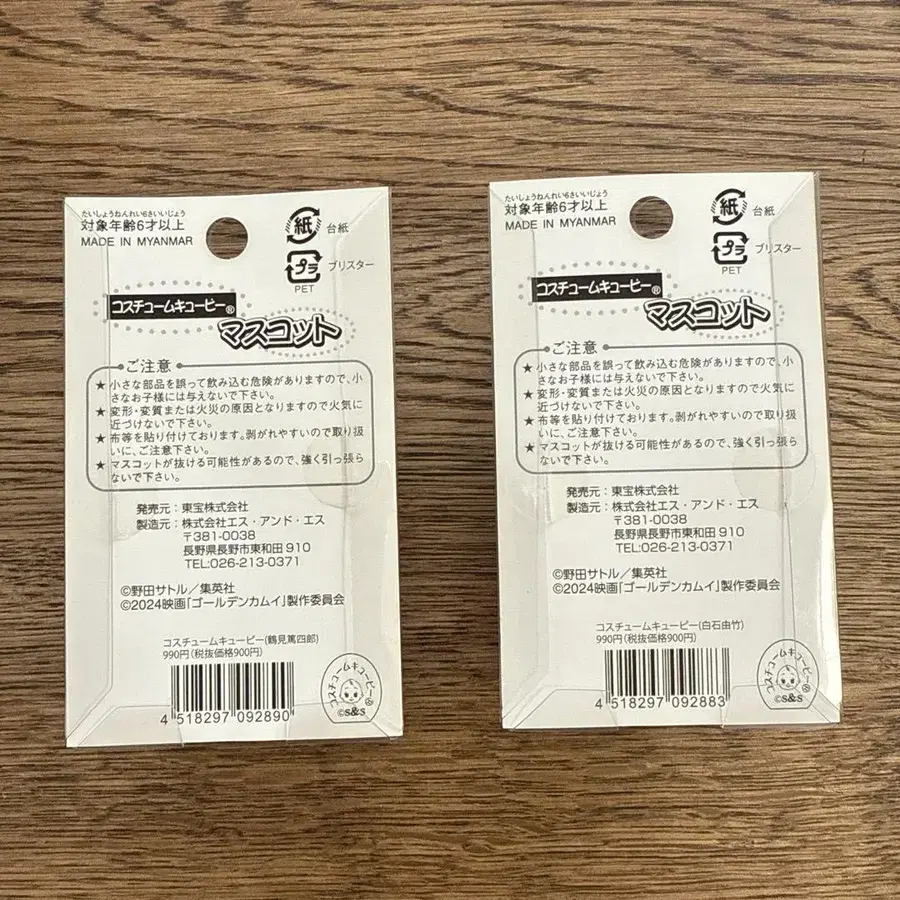 たいしょうねんれい6さいいじょう
対象年齢6才以上
MADE IN MYANMAR
紙
台紙
プラ
ブリスター
PET
コスチュームキューピー®
マスコット
ご注意
★小さな部品を誤って飲み込む危険がありますので、小
さなお子様には与えないで下さい。
★変形・変質または火災の原因となりますので火気に
近づけないで下さい。
★布等を貼り付けております。剥がれやすいので取り扱
いに、ご注意下さい。
★マスコットが抜ける可能性があるので、強く引っ張ら
ないで下さい。
発売元：東宝株式会社
製造元：株式会社エス・アンド・エス
〒381-0038
長野県長野市東和田910
TEL:026-213-0371
©野田サトル／集英社
©2024映画「ゴールデンカムイ」製作委員会
コスチュームキューピー(鶴見篤四郎)
990円(税抜価格900円)
4 518297 092890
コスチュームキューピー®
©s&s
たいしょうねんれい6さいいじょう
対象年齢6才以上
MADE IN MYANMAR
紙
台紙
プラ
ブリスター
PET
コスチュームキューピー®
マスコット
ご注意
★小さな部品を誤って飲み込む危険がありますので、小
さなお子様には与えないで下さい。
★変形・変質または火災の原因となりますので火気に
近づけないで下さい。
★布等を貼り付けております。剥がれやすいので取り扱
いに、ご注意下さい。
★マスコットが抜ける可能性があるので、強く引っ張ら
ないで下さい。
発売元：東宝株式会社
製造元：株式会社エス・アンド・エス
〒381-0038
長野県長野市東和田910
TEL:026-213-0371
©野田サトル／集英社
©2024映画「ゴールデンカムイ」製作委員会
コスチュームキューピー(白石由竹)
990円(税抜価格900円)
4 518297 092883
コスチュームキューピー®
©s&s